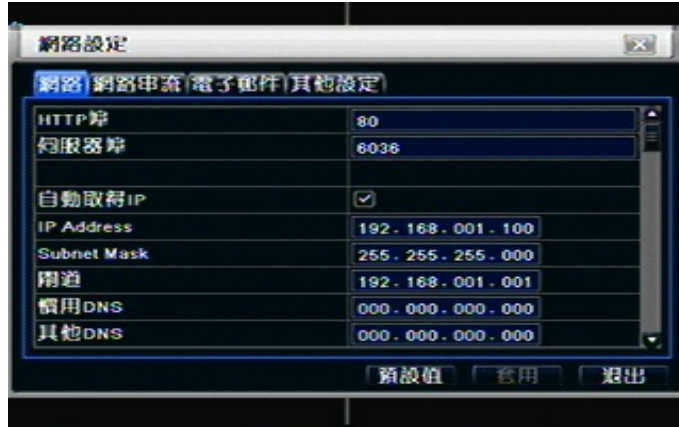 網路設定
網路 網路串流 電子郵件 其他設定
HTTP埠 80
伺服器埠 6036
自動取得IP
IP Address 192.168.001.100
Subnet Mask 255.255.255.000
閘道 192.168.001.001
慣用DNS 000.000.000.000
其他DNS 000.000.000.000
預設值 套用 退出